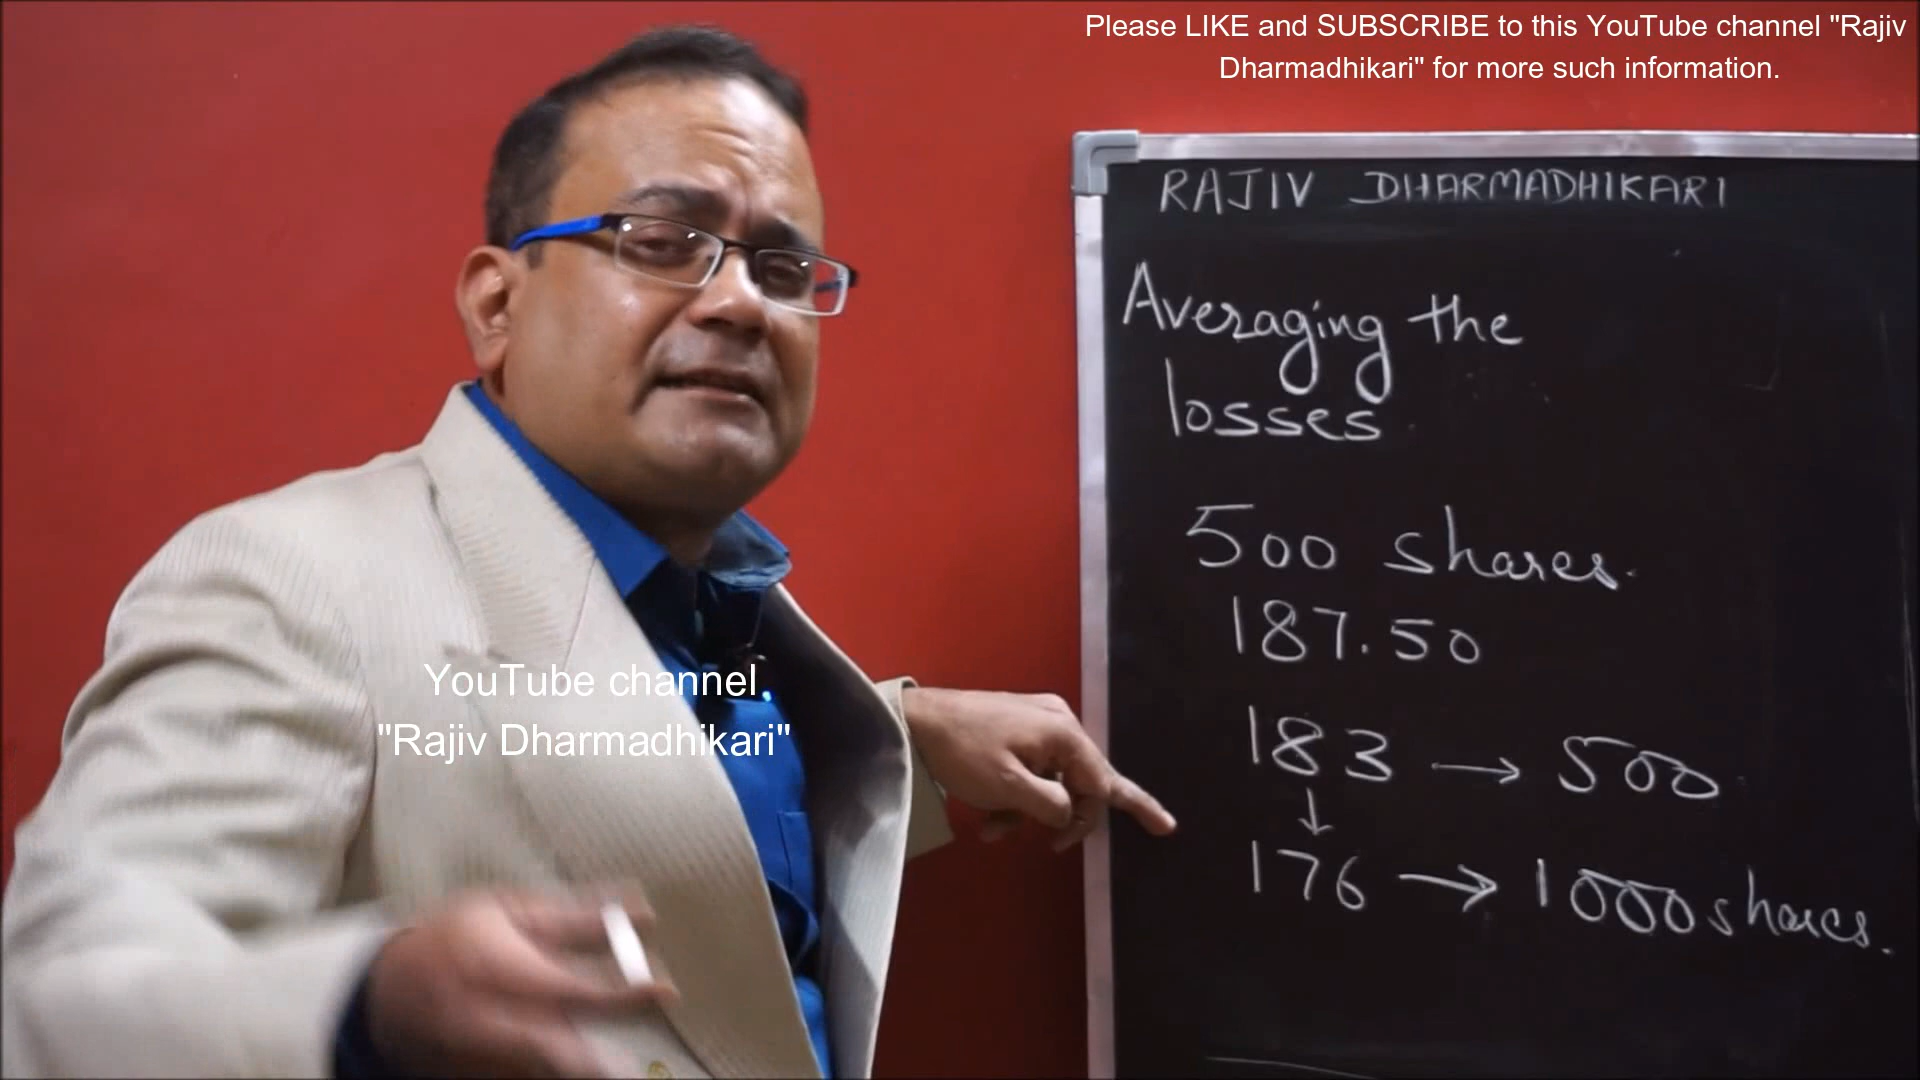 Please LIKE and SUBSCRIBE to this YouTube channel "Rajiv
Dharmadhikari" for more such information.
RAJIV DHARMADHIKARI
Averaging the
losses
500 shares.
187.50
183 → 500
↓
176 → 1000 shares.
YouTube channel
"Rajiv Dharmadhikari"